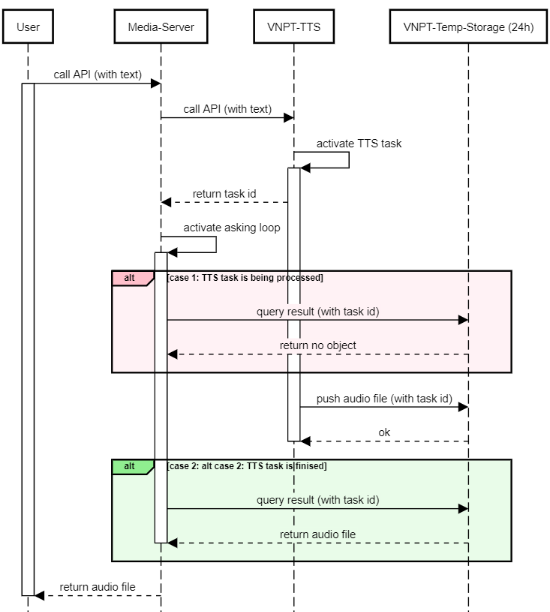 User
Media-Server
VNPT-TTS
VNPT-Temp-Storage (24h)
call API (with text)
call API (with text)
activate TTS task
return task id
activate asking loop
alt
[case 1: TTS task is being processed]
query result (with task id)
return no object
push audio file (with task id)
ok
alt
[case 2: alt case 2: TTS task is finised]
query result (with task id)
return audio file
return audio file